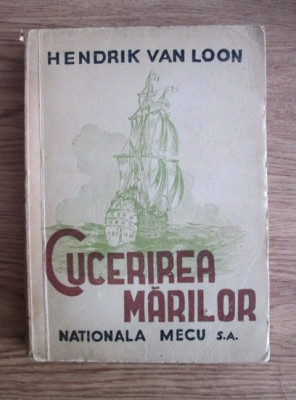 HENDRIK VAN LOON
CUCERIREA
MĂRILOR
NATIONALA MECU S.A.